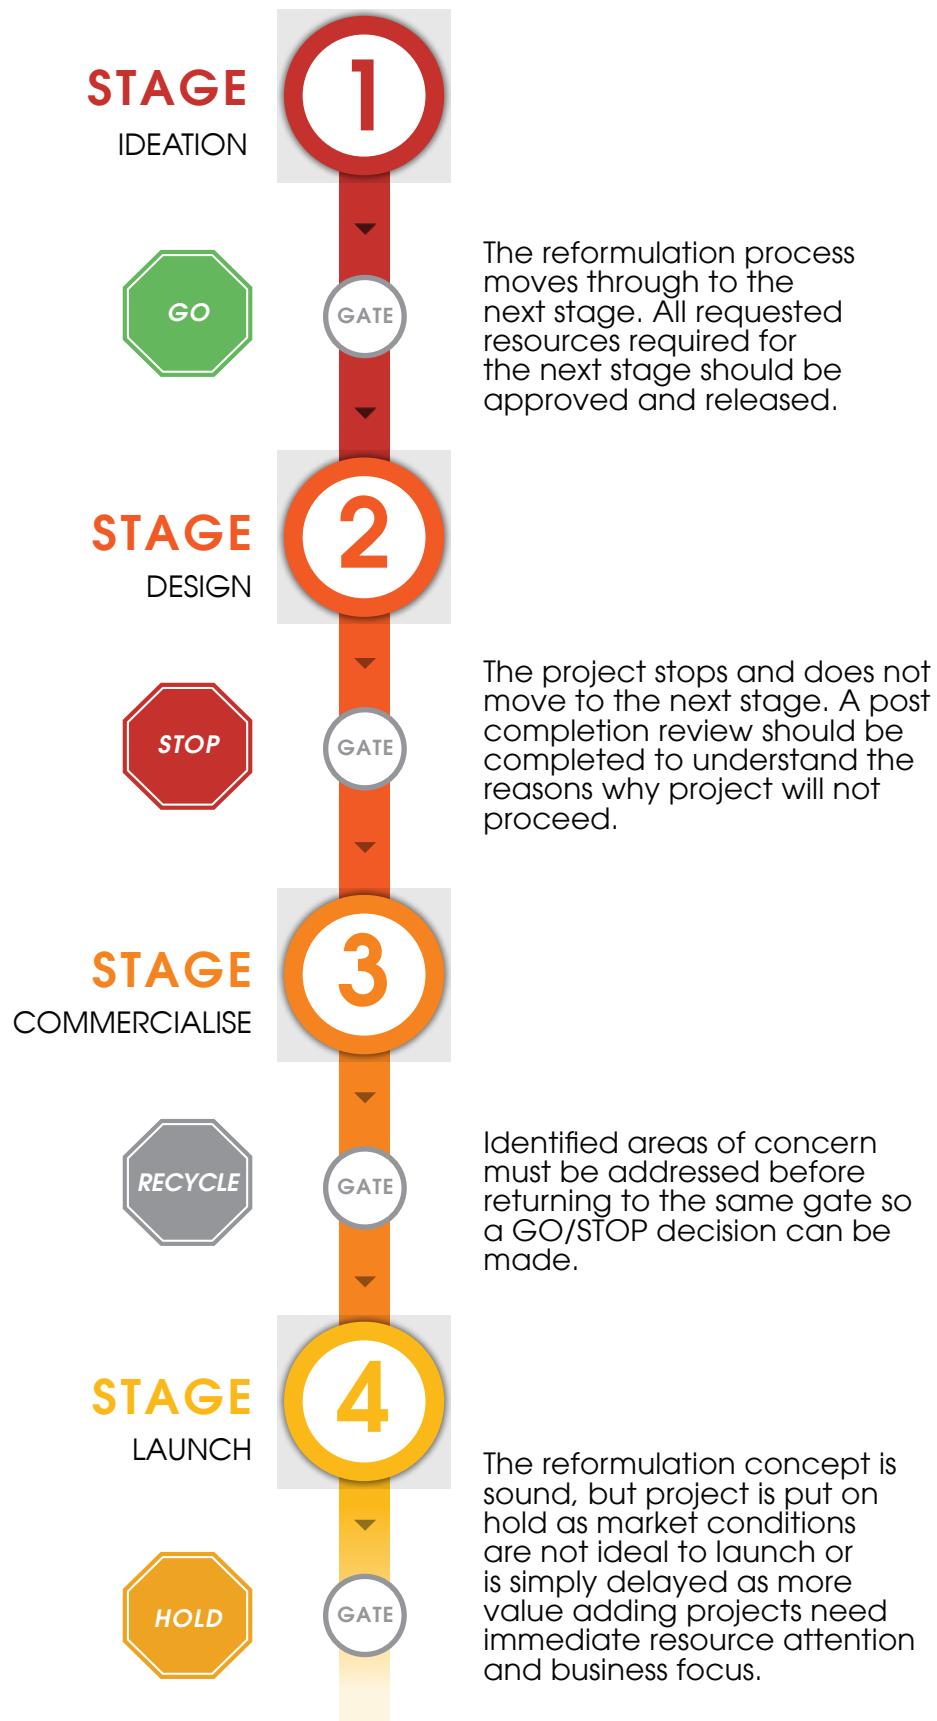 1
STAGE
IDEATION
GO
GATE
The reformulation process
moves through to the
next stage. All requested
resources required for
the next stage should be
approved and released.
2
STAGE
DESIGN
STOP
GATE
The project stops and does not
move to the next stage. A post
completion review should be
completed to understand the
reasons why project will not
proceed.
3
STAGE
COMMERCIALISE
RECYCLE
GATE
Identified areas of concern
must be addressed before
returning to the same gate so
a GO/STOP decision can be
made.
4
STAGE
LAUNCH
HOLD
GATE
The reformulation concept is
sound, but project is put on
hold as market conditions
are not ideal to launch or
is simply delayed as more
value adding projects need
immediate resource attention
and business focus.